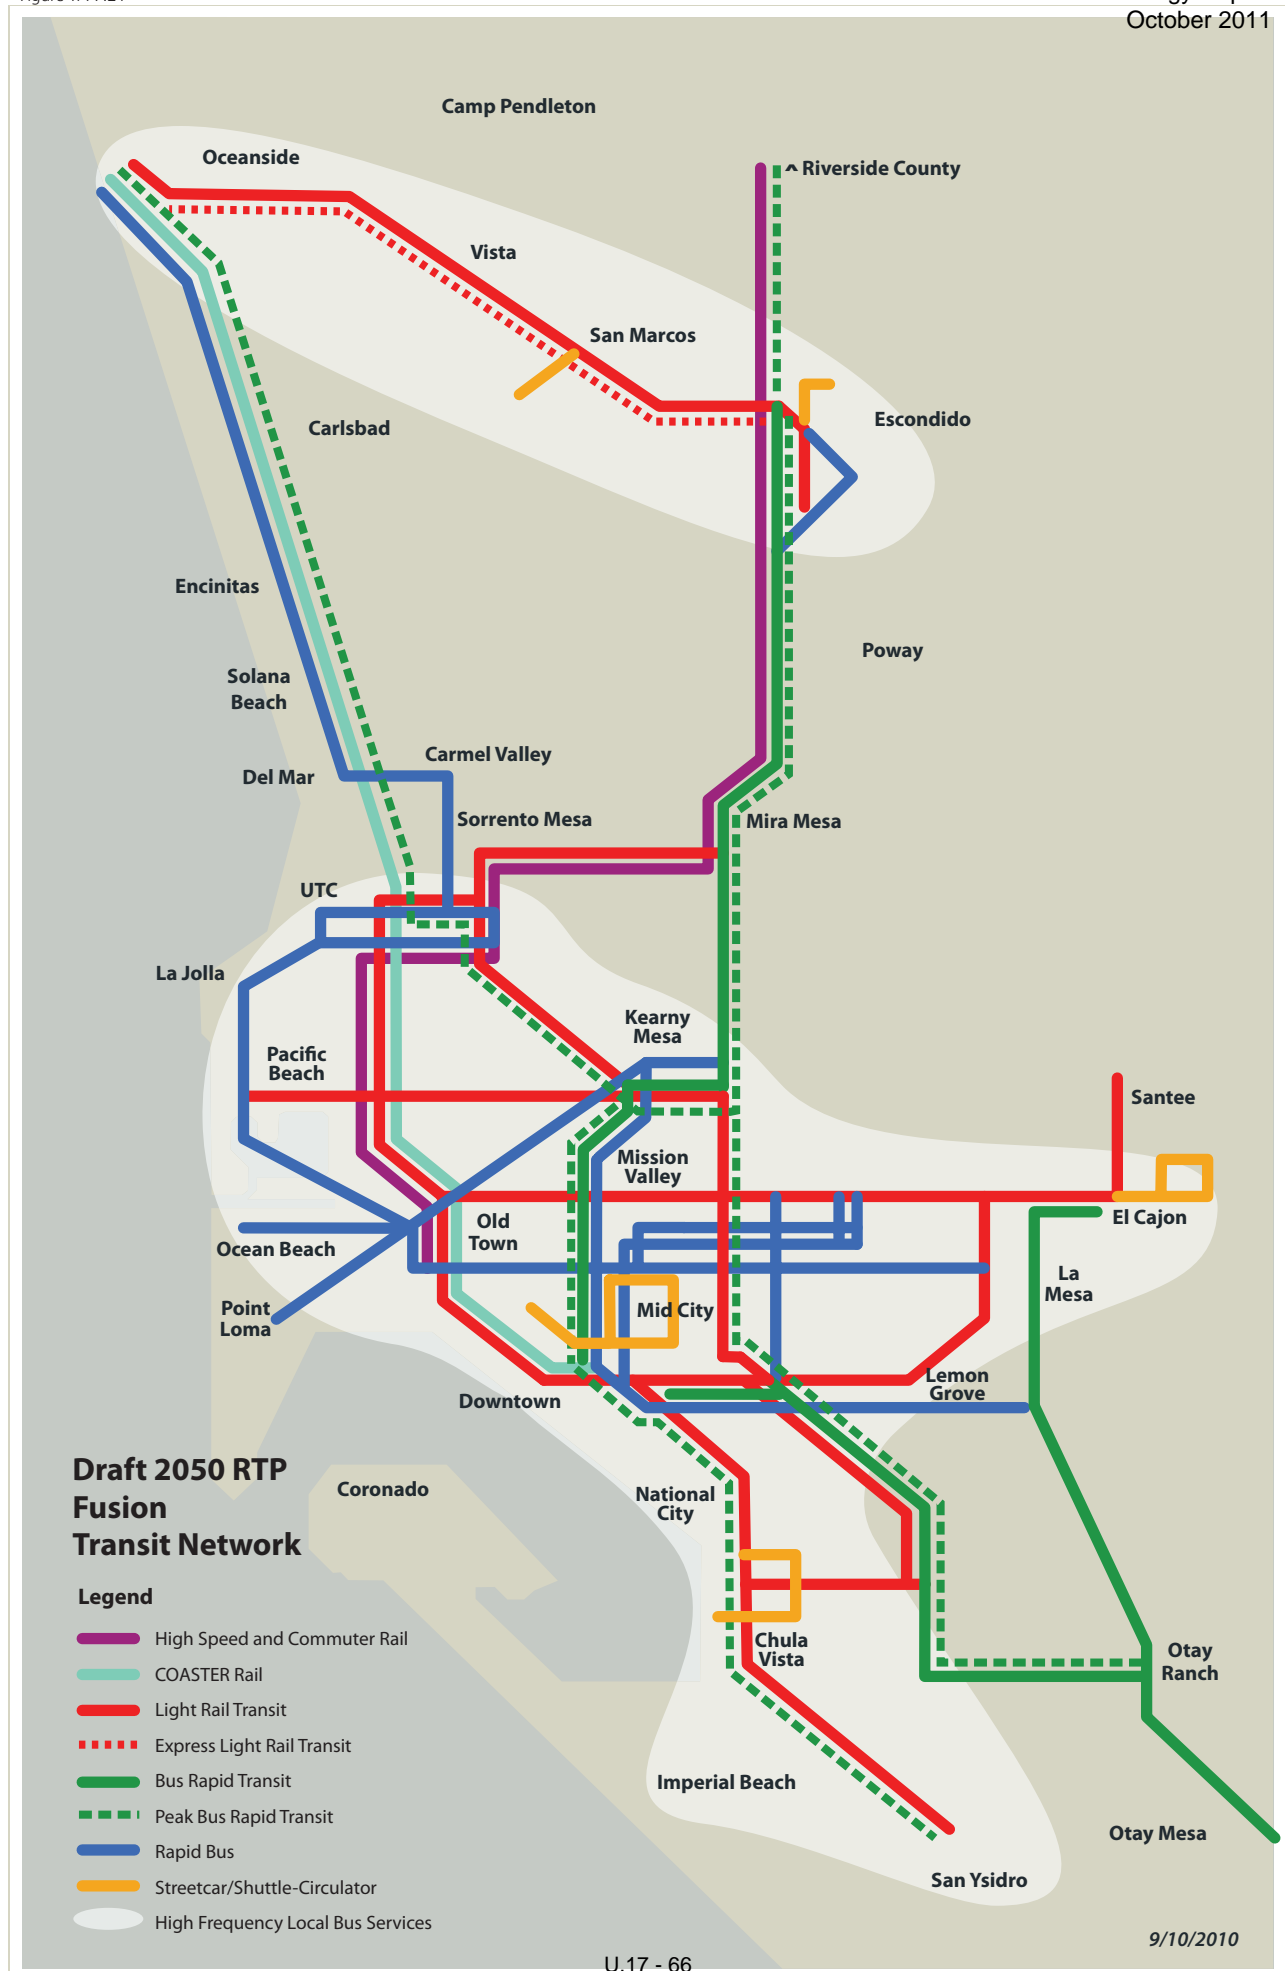 October 2011
Camp Pendleton
Oceanside
^ Riverside County
Vista
San Marcos
Escondido
Carlsbad
Encinitas
Poway
Solana
Beach
Carmel Valley
Del Mar
Sorrento Mesa
Mira Mesa
UTC
La Jolla
Kearny
Mesa
Pacific
Beach
Santee
Mission
Valley
Old
Town
El Cajon
Ocean Beach
La
Mesa
Point
Loma
Mid City
Lemon
Grove
Downtown
Draft 2050 RTP
Fusion
Transit Network
Coronado
National
City
Legend
High Speed and Commuter Rail
COASTER Rail
Light Rail Transit
Express Light Rail Transit
Bus Rapid Transit
Peak Bus Rapid Transit
Rapid Bus
Streetcar/Shuttle-Circulator
High Frequency Local Bus Services
Chula
Vista
Otay
Ranch
Imperial Beach
Otay Mesa
San Ysidro
9/10/2010
U.17 - 66